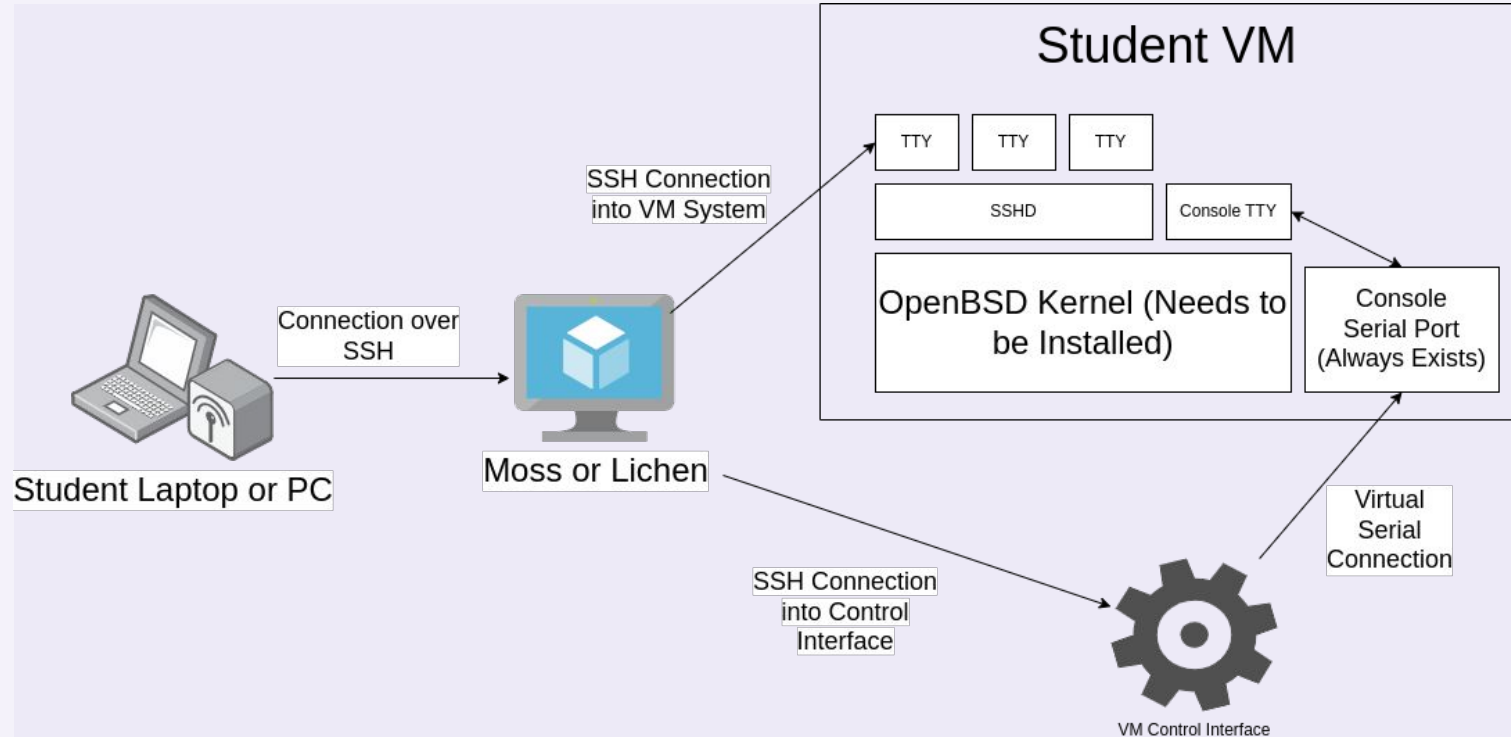 Student VM
TTY
TTY
TTY
SSH Connection
into VM System
SSHD
Console TTY
OpenBSD Kernel (Needs to
be Installed)
Console
Serial Port
(Always Exists)
Connection over
SSH
Student Laptop or PC
Moss or Lichen
Virtual
Serial
Connection
SSH Connection
into Control
Interface
VM Control Interface